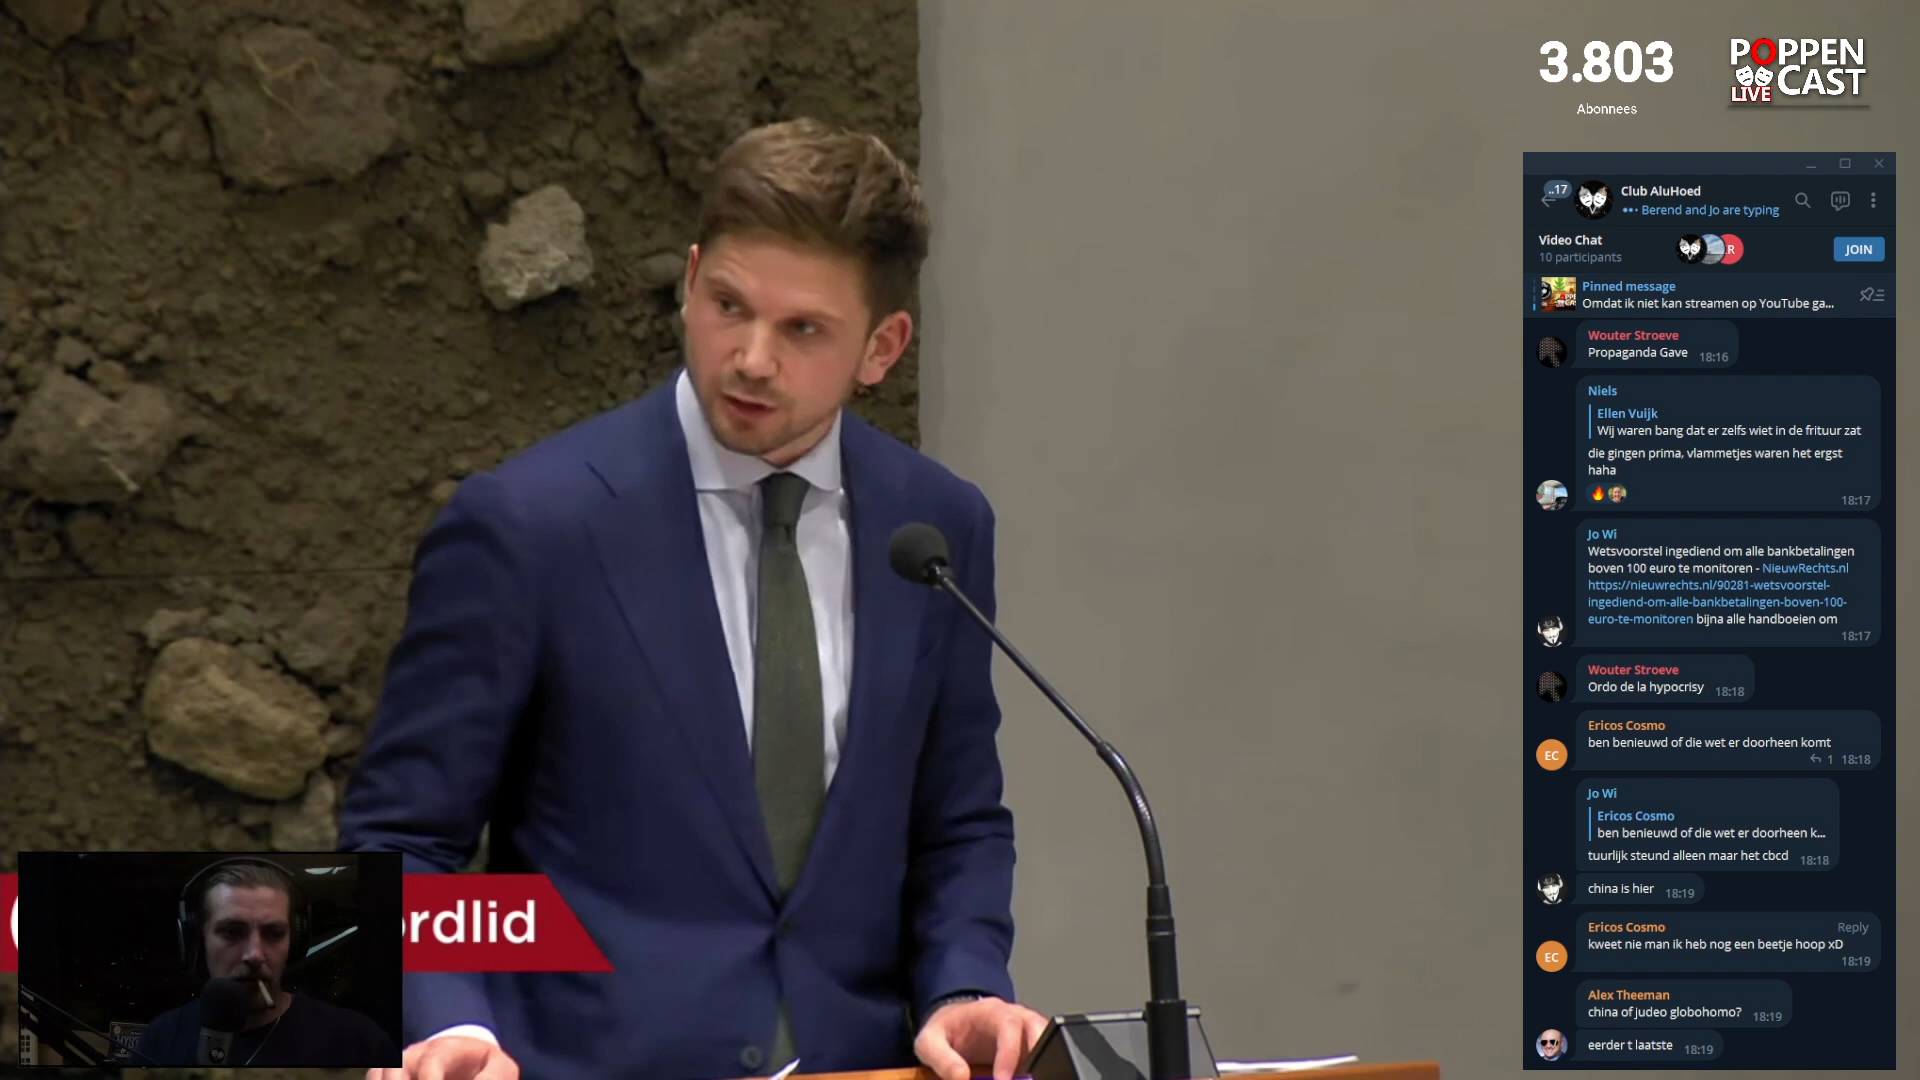 3.803
Abonnees
POPPEN
LIVE CAST
..17
Club AluHoed
Berend and Jo are typing
Video Chat
10 participants
R
JOIN
Pinned message
Omdat ik niet kan streamen op YouTube ga...
Wouter Stroeve
Propaganda Gave 18:16
Niels
Ellen Vuijk
Wij waren bang dat er zelfs wiet in de frituur zat
die gingen prima, vlammetjes waren het ergst
haha
18:17
Jo Wi
Wetsvoorstel ingediend om alle bankbetalingen
boven 100 euro te monitoren - NieuwRechts.nl
https://nieuwrechts.nl/90281-wetsvoorstel-
ingediend-om-alle-bankbetalingen-boven-100-
euro-te-monitoren bijna alle handboeien om
18:17
Wouter Stroeve
Ordo de la hypocrisy 18:18
Ericos Cosmo
ben benieuwd of die wet er doorheen komt
EC
1 18:18
Jo Wi
Ericos Cosmo
ben benieuwd of die wet er doorheen k...
tuurlijk steund alleen maar het cbcd 18:18
china is hier 18:19
Ericos Cosmo Reply
kweet nie man ik heb nog een beetje hoop xD
EC
18:19
Alex Theeman
china of judeo globohomo? 18:19
eerder t laatste 18:19
ordlid